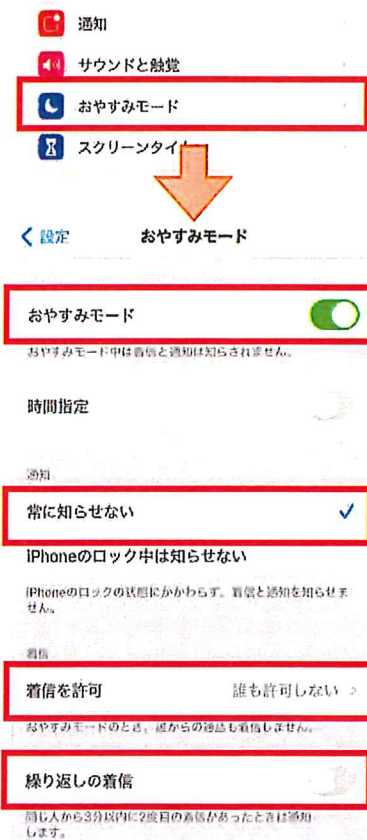 通知
サウンドと触覚
おやすみモード
スクリーンタイム
設定
おやすみモード
おやすみモード
おやすみモード中は着信と通知は知らされません。
時間指定
通知
常に知らせない
iPhoneのロック中は知らせない
iPhoneのロックの状態にかかわらず、着信と通知を知らせま
せん。
着信
着信を許可
誰も許可しない
おやすみモードのとき、誰からの通話も着信しません。
繰り返しの着信
同じ人から3分以内に2度目の着信があったときは通知
します。